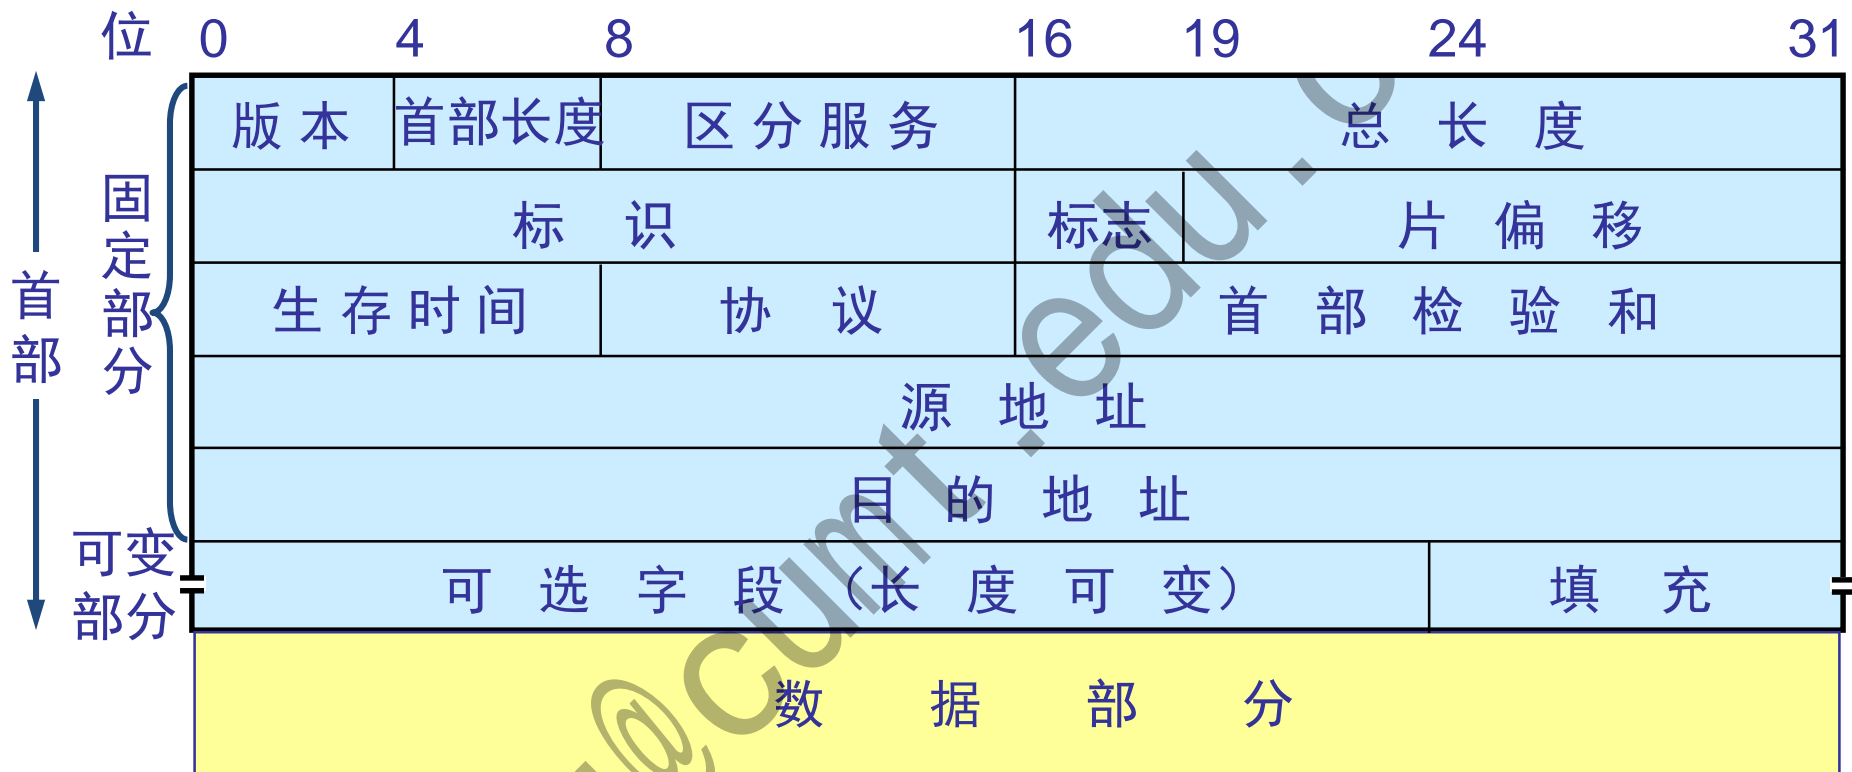 位 0 4 8 16 19 24 31
版本 首部长度 区分服务 总长度
标识 标志 片偏移
生存时间 协议 首部检验和
源地址
目的地址
可选字段（长度可变） 填充
数据部分
首部
固定部分
可变
部分
@cumt.edu.c